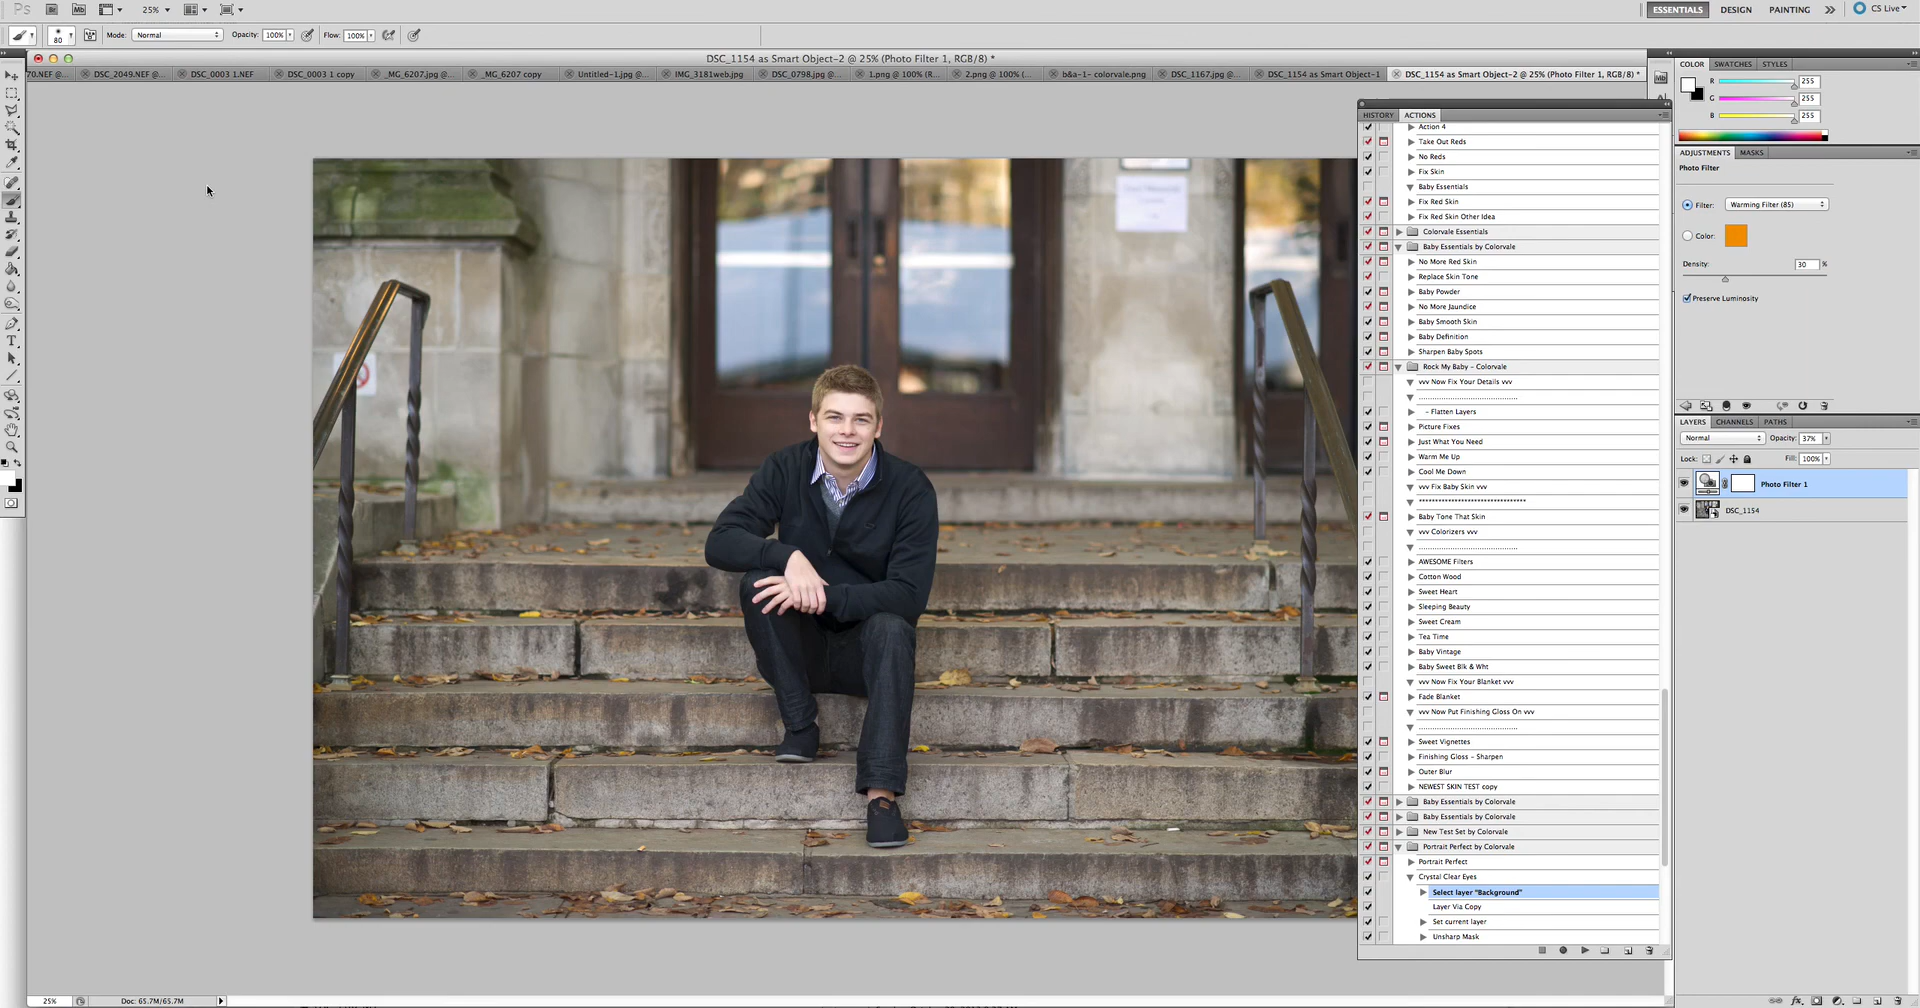 Ps Br Mb 25% ESSENTIALS DESIGN PAINTING CS Live
80 Mode: Normal Opacity: 100% Flow: 100%
DSC_1154 as Smart Object-2 @ 25% (Photo Filter 1, RGB/8) *
70.NEF @... DSC_2049.NEF @... DSC_0003 1.NEF DSC_0003 1 copy _MG_6207.jpg @... _MG_6207 copy Untitled-1.jpg @... IMG_3181web.jpg DSC_0798.jpg @... 1.png @ 100% (R... 2.png @ 100% (... b&a-1- colorvale.png DSC_1167.jpg @... DSC_1154 as Smart Object-1 DSC_1154 as Smart Object-2 @ 25% (Photo Filter 1, RGB/8) *
HISTORY ACTIONS
Action 4
Take Out Reds
No Reds
Fix Skin
Baby Essentials
Fix Red Skin
Fix Red Skin Other Idea
Colorvale Essentials
Baby Essentials by Colorvale
No More Red Skin
Replace Skin Tone
Baby Powder
No More Jaundice
Baby Smooth Skin
Baby Definition
Sharpen Baby Spots
Rock My Baby - Colorvale
vvv Now Fix Your Details vvv
- Flatten Layers
Picture Fixes
Just What You Need
Warm Me Up
Cool Me Down
vvv Fix Baby Skin vvv
Baby Tone That Skin
vvv Colorizers vvv
AWESOME Filters
Cotton Wood
Sweet Heart
Sleeping Beauty
Sweet Cream
Tea Time
Baby Vintage
Baby Sweet Blk & Wht
vvv Now Fix Your Blanket vvv
Fade Blanket
vvv Now Put Finishing Gloss On vvv
Sweet Vignettes
Finishing Gloss - Sharpen
Outer Blur
NEWEST SKIN TEST copy
Baby Essentials by Colorvale
Baby Essentials by Colorvale
New Test Set by Colorvale
Portrait Perfect by Colorvale
Portrait Perfect
Crystal Clear Eyes
Select layer "Background"
Layer Via Copy
Set current layer
Unsharp Mask
Mb
COLOR SWATCHES STYLES
R 255
G 255
B 255
ADJUSTMENTS MASKS
Photo Filter
Filter: Warming Filter (85)
Color:
Density: 30 %
Preserve Luminosity
LAYERS CHANNELS PATHS
Normal Opacity: 37%
Lock: Fill: 100%
Photo Filter 1
DSC_1154
25% Doc: 65.7M/65.7M